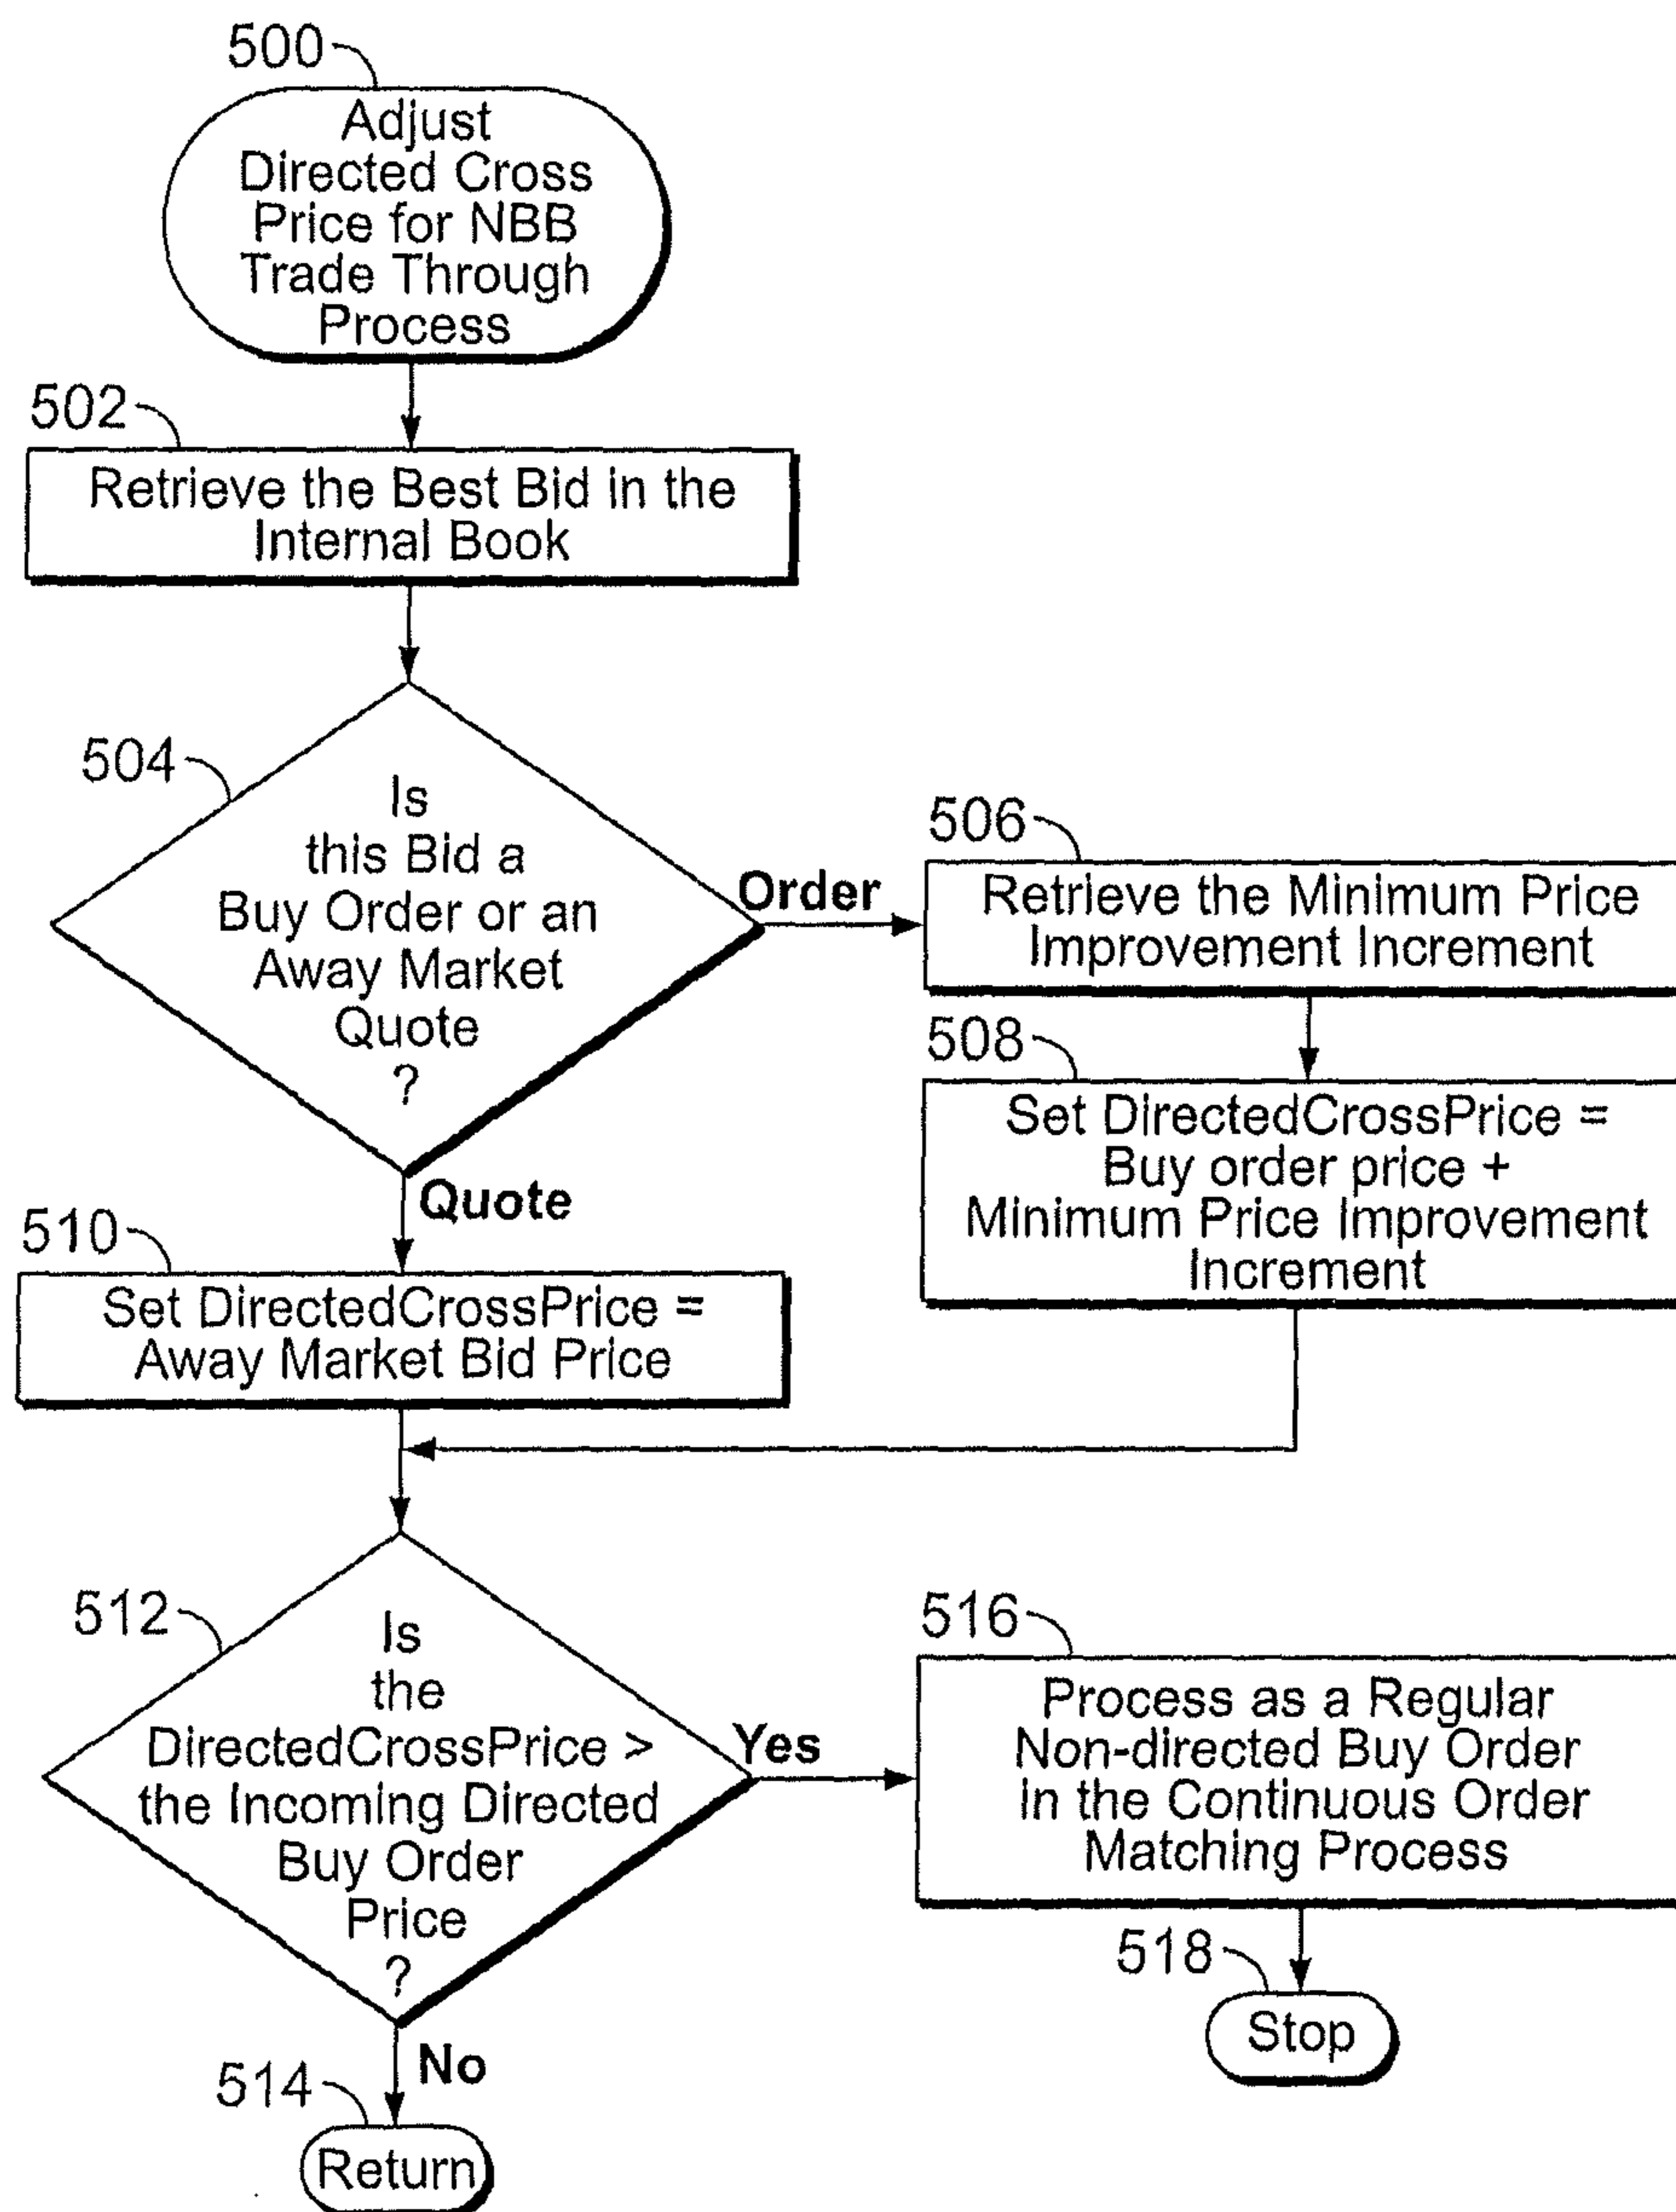 500
Adjust
Directed Cross
Price for NBB
Trade Through
Process
502
Retrieve the Best Bid in the
Internal Book
504
Is
this Bid a
Buy Order or an
Away Market
Quote
?
Order
506
Retrieve the Minimum Price
Improvement Increment
508
Set DirectedCrossPrice =
Buy order price +
Minimum Price Improvement
Increment
Quote
510
Set DirectedCrossPrice =
Away Market Bid Price
512
Is
the
DirectedCrossPrice >
the Incoming Directed
Buy Order
Price
?
Yes
516
Process as a Regular
Non-directed Buy Order
in the Continuous Order
Matching Process
518
Stop
No
514
Return